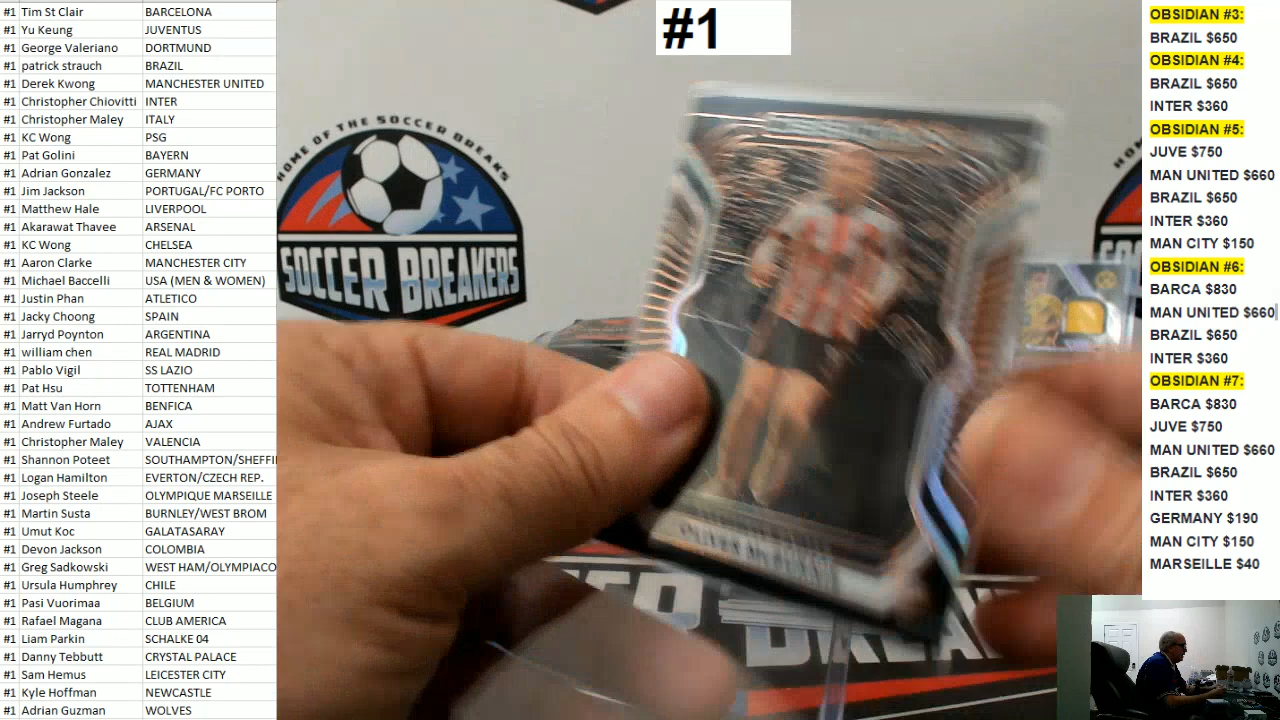 #1 Tim St Clair BARCELONA
#1 Yu Keung JUVENTUS
#1 George Valeriano DORTMUND
#1 patrick strauch BRAZIL
#1 Derek Kwong MANCHESTER UNITED
#1 Christopher Chiovitti INTER
#1 Christopher Maley ITALY
#1 KC Wong PSG
#1 Pat Golini BAYERN
#1 Adrian Gonzalez GERMANY
#1 Jim Jackson PORTUGAL/FC PORTO
#1 Matthew Hale LIVERPOOL
#1 Akarawat Thavee ARSENAL
#1 KC Wong CHELSEA
#1 Aaron Clarke MANCHESTER CITY
#1 Michael Baccelli USA (MEN & WOMEN)
#1 Justin Phan ATLETICO
#1 Jacky Choong SPAIN
#1 Jarryd Poynton ARGENTINA
#1 william chen REAL MADRID
#1 Pablo Vigil SS LAZIO
#1 Pat Hsu TOTTENHAM
#1 Matt Van Horn BENFICA
#1 Andrew Furtado AJAX
#1 Christopher Maley VALENCIA
#1 Shannon Poteet SOUTHAMPTON/SHEFFI
#1 Logan Hamilton EVERTON/CZECH REP.
#1 Joseph Steele OLYMPIQUE MARSEILLE
#1 Martin Susta BURNLEY/WEST BROM
#1 Umut Koc GALATASARAY
#1 Devon Jackson COLOMBIA
#1 Greg Sadkowski WEST HAM/OLYMPIACO
#1 Ursula Humphrey CHILE
#1 Pasi Vuorimaa BELGIUM
#1 Rafael Magana CLUB AMERICA
#1 Liam Parkin SCHALKE 04
#1 Danny Tebbutt CRYSTAL PALACE
#1 Sam Hemus LEICESTER CITY
#1 Kyle Hoffman NEWCASTLE
#1 Adrian Guzman WOLVES
#1
HOME OF THE SOCCER BREAKS
SOCCER BREAKERS
OBSIDIAN #3:
BRAZIL $650
OBSIDIAN #4:
BRAZIL $650
INTER $360
OBSIDIAN #5:
JUVE $750
MAN UNITED $660
BRAZIL $650
INTER $360
MAN CITY $150
OBSIDIAN #6:
BARCA $830
MAN UNITED $660
BRAZIL $650
INTER $360
OBSIDIAN #7:
BARCA $830
JUVE $750
MAN UNITED $660
BRAZIL $650
INTER $360
GERMANY $190
MAN CITY $150
MARSEILLE $40